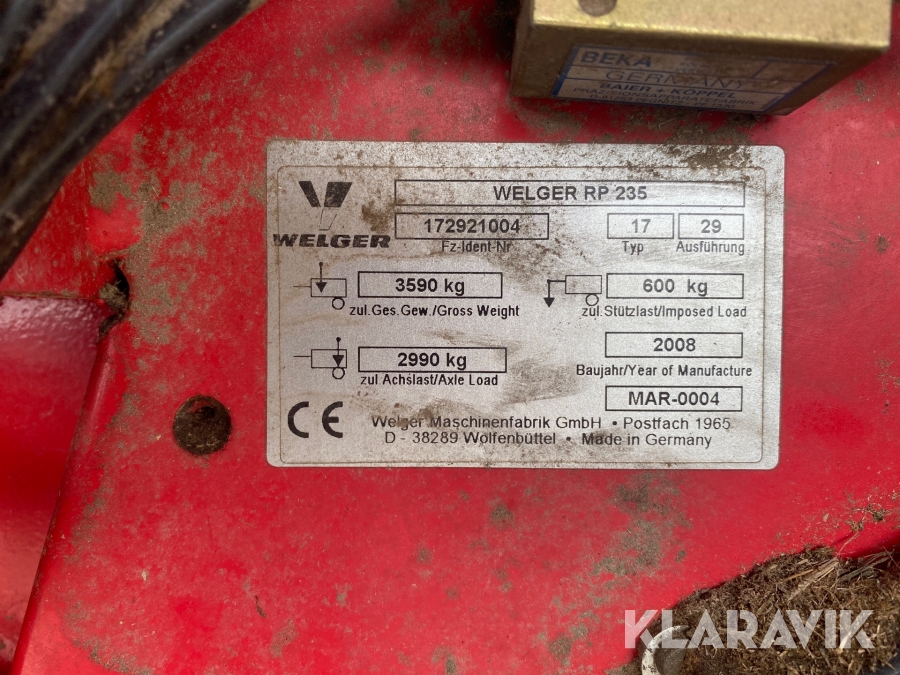 BEKA
GERMANY
BAIER + KÖPPEL
WELGER
WELGER RP 235
172921004 17 29
Fz-Ident-Nr Typ Ausführung
3590 kg 600 kg
zul.Ges.Gew./Gross Weight zul.Stützlast/Imposed Load
2990 kg 2008
zul Achslast/Axle Load Baujahr/Year of Manufacture
MAR-0004
CE Welger Maschinenfabrik GmbH • Postfach 1965
D - 38289 Wolfenbüttel • Made in Germany
KLARAVIK